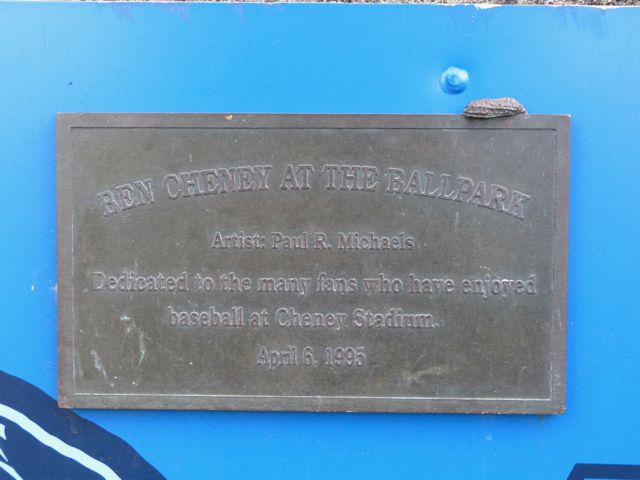 BEN CHENEY AT THE BALLPARK
Artist: Paul R. Michaels
Dedicated to the many fans who have enjoyed
baseball at Cheney Stadium.
April 6, 1995